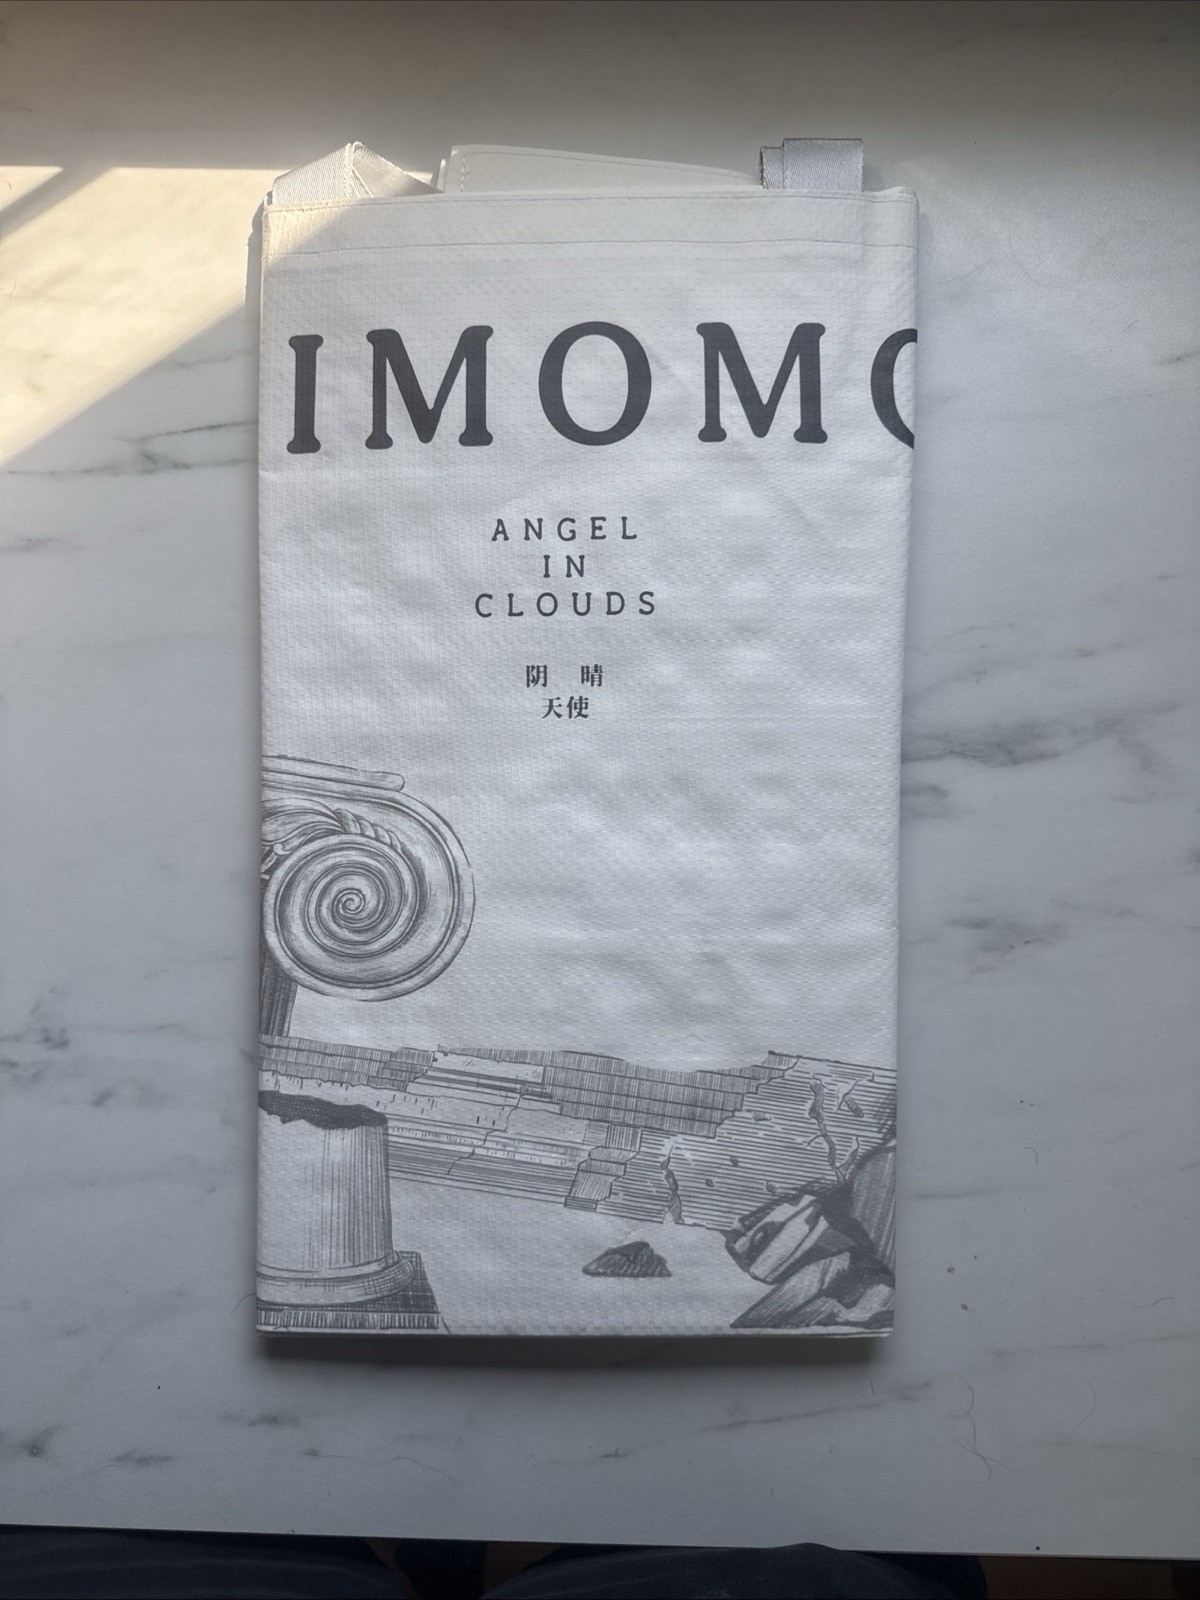 IMOMO
ANGEL
IN
CLOUDS
阴 晴
天使